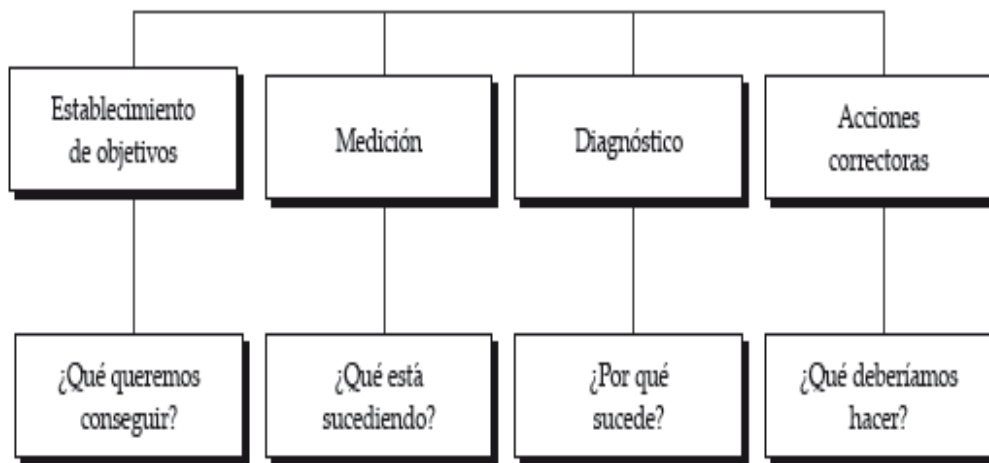 Establecimiento
de objetivos
Medición
Diagnóstico
Acciones
correctoras
¿Qué queremos
conseguir?
¿Qué está
sucediendo?
¿Por qué
sucede?
¿Qué deberíamos
hacer?